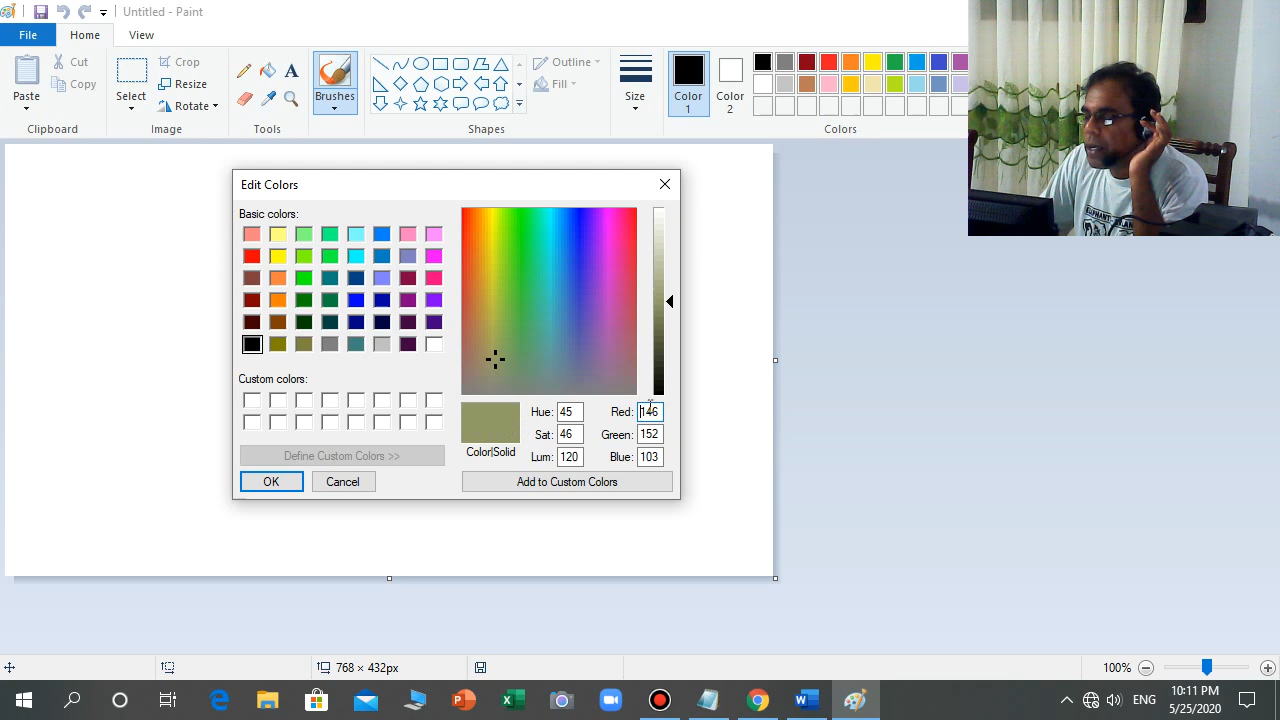 Untitled - Paint
File Home View
Paste
Cut
Copy
Clipboard
Select
Crop
Resize
Rotate
Image
A
Tools
Brushes
Shapes
Outline
Fill
Size
Color
1
Color
2
Colors
Edit Colors
Basic colors:
Custom colors:
Define Custom Colors >>
OK Cancel
Color|Solid
Hue: 45 Red: 146
Sat: 46 Green: 152
Lum: 120 Blue: 103
Add to Custom Colors
ELEPHANT
768 × 432px
100%
ENG
10:11 PM
5/25/2020